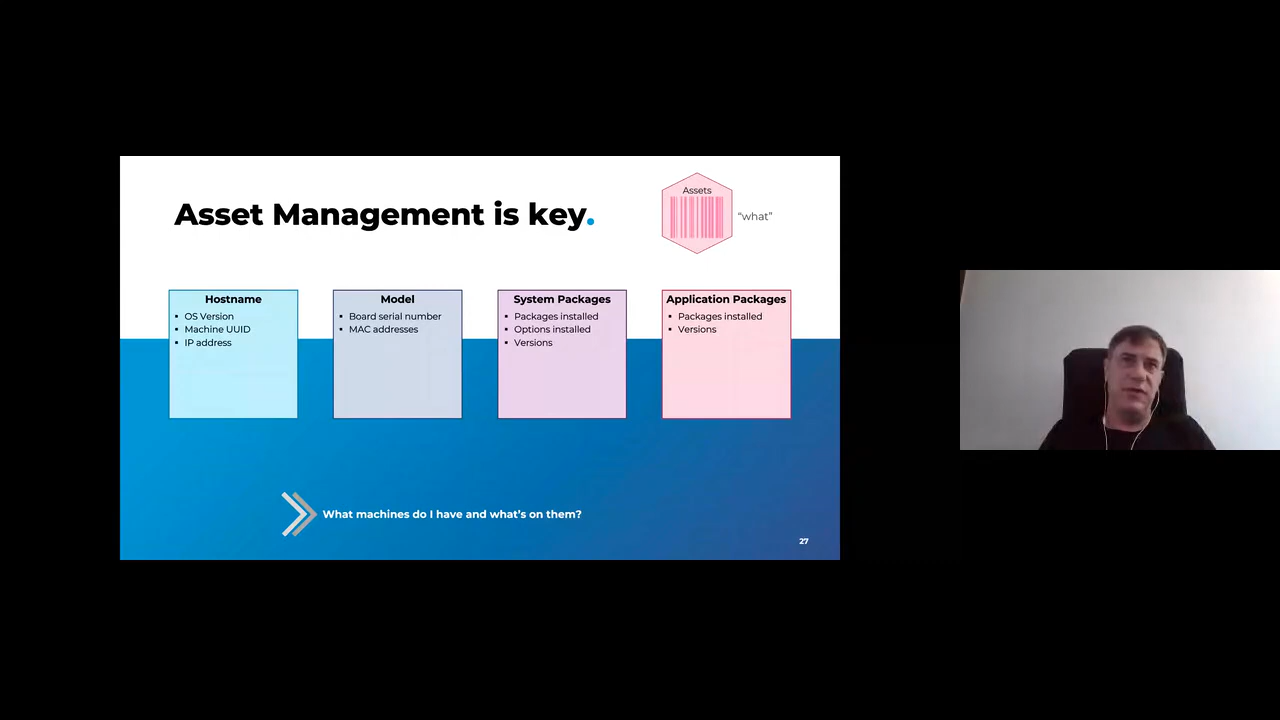 Asset Management is key.
Assets
“what”
Hostname
▪ OS Version
▪ Machine UUID
▪ IP address
Model
▪ Board serial number
▪ MAC addresses
System Packages
▪ Packages installed
▪ Options installed
▪ Versions
Application Packages
▪ Packages installed
▪ Versions
What machines do I have and what’s on them?
27